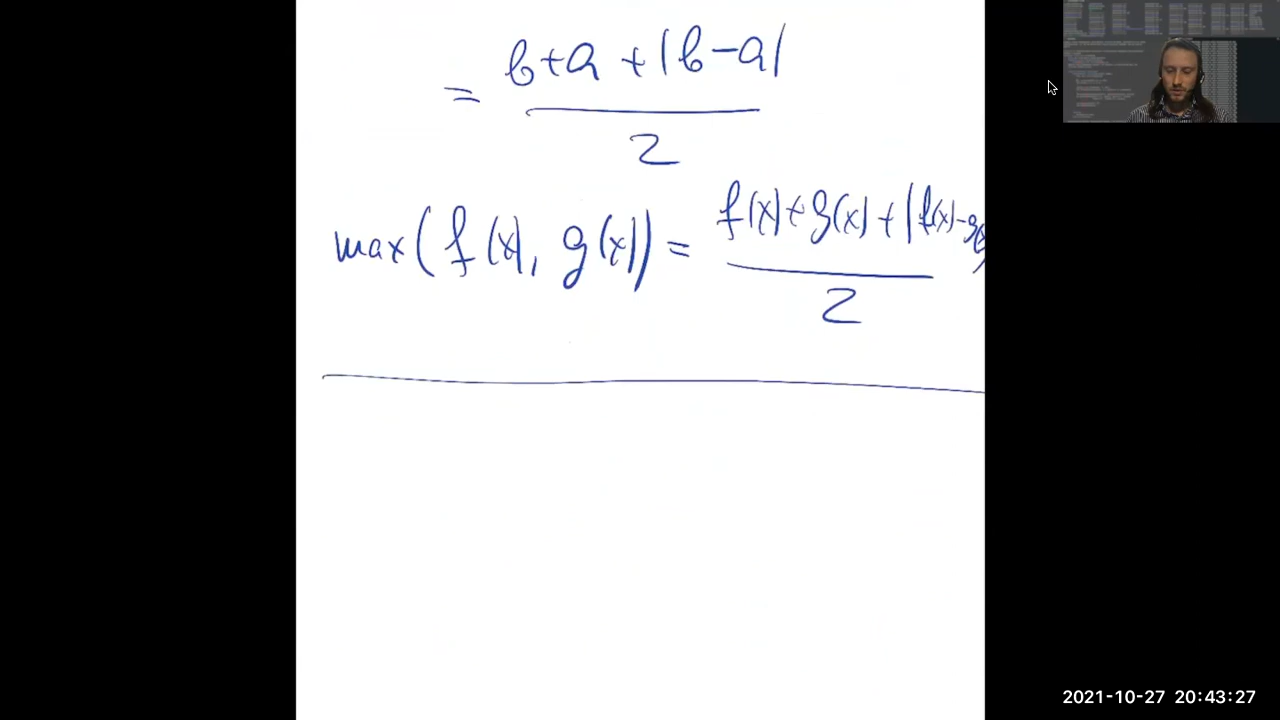 = b+a+|b-a| / 2
max(f(x), g(x)) = f(x)+g(x)+|f(x)-g( / 2
2021-10-27 20:43:27